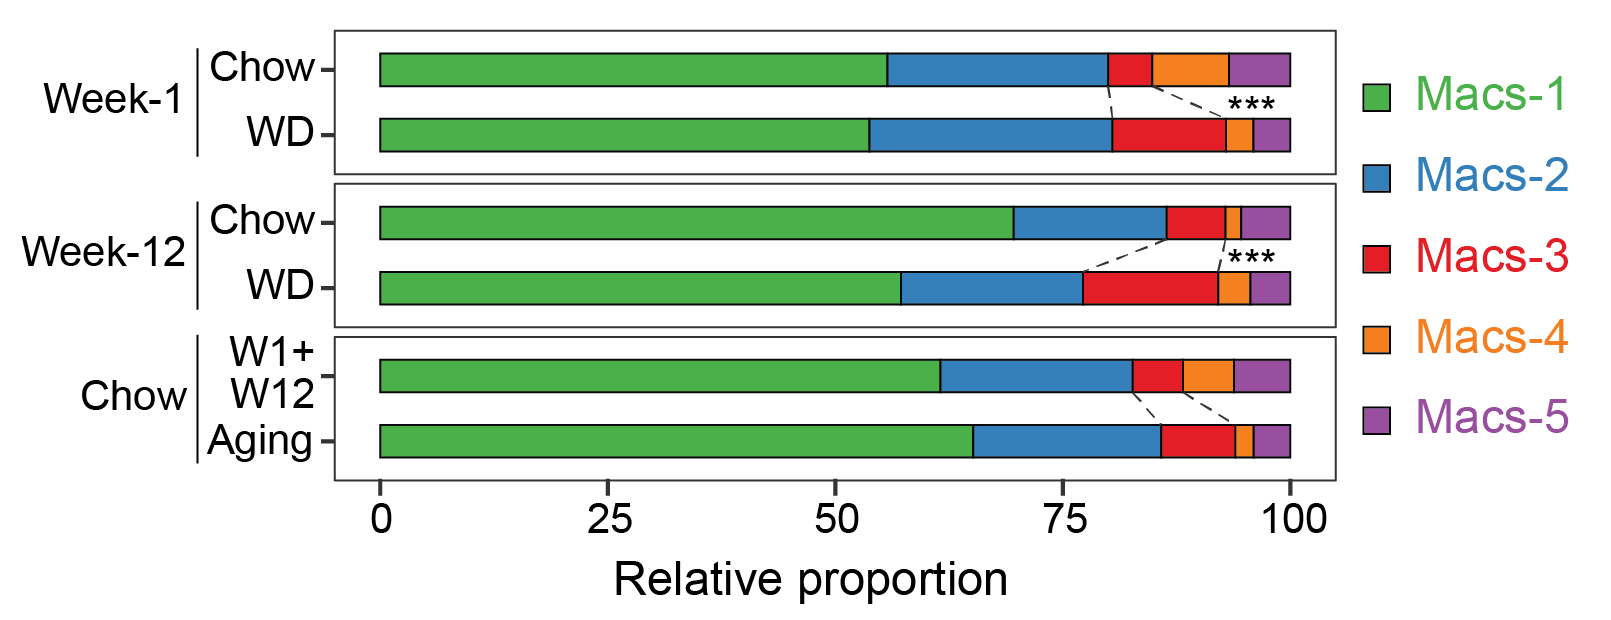 Week-1
Chow
WD
***
Week-12
Chow
WD
***
Chow
W1+
W12
Aging
0 25 50 75 100
Relative proportion
Macs-1
Macs-2
Macs-3
Macs-4
Macs-5